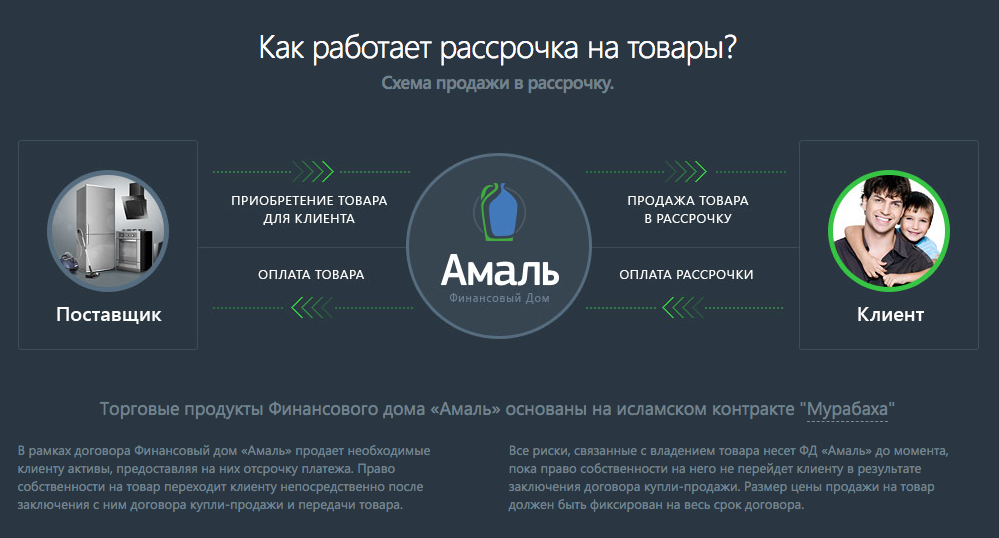 Как работает рассрочка на товары?
Схема продажи в рассрочку.
Поставщик
ПРИОБРЕТЕНИЕ ТОВАРА
ДЛЯ КЛИЕНТА
ОПЛАТА ТОВАРА
Амаль
Финансовый Дом
ПРОДАЖА ТОВАРА
В РАССРОЧКУ
ОПЛАТА РАССРОЧКИ
Клиент
Торговые продукты Финансового дома «Амаль» основаны на исламском контракте "Мурабаха"
В рамках договора Финансовый дом «Амаль» продает необходимые
клиенту активы, предоставляя на них отсрочку платежа. Право
собственности на товар переходит клиенту непосредственно после
заключения с ним договора купли-продажи и передачи товара.
Все риски, связанные с владением товара несет ФД «Амаль» до момента,
пока право собственности на него не перейдет клиенту в результате
заключения договора купли-продажи. Размер цены продажи на товар
должен быть фиксирован на весь срок договора.